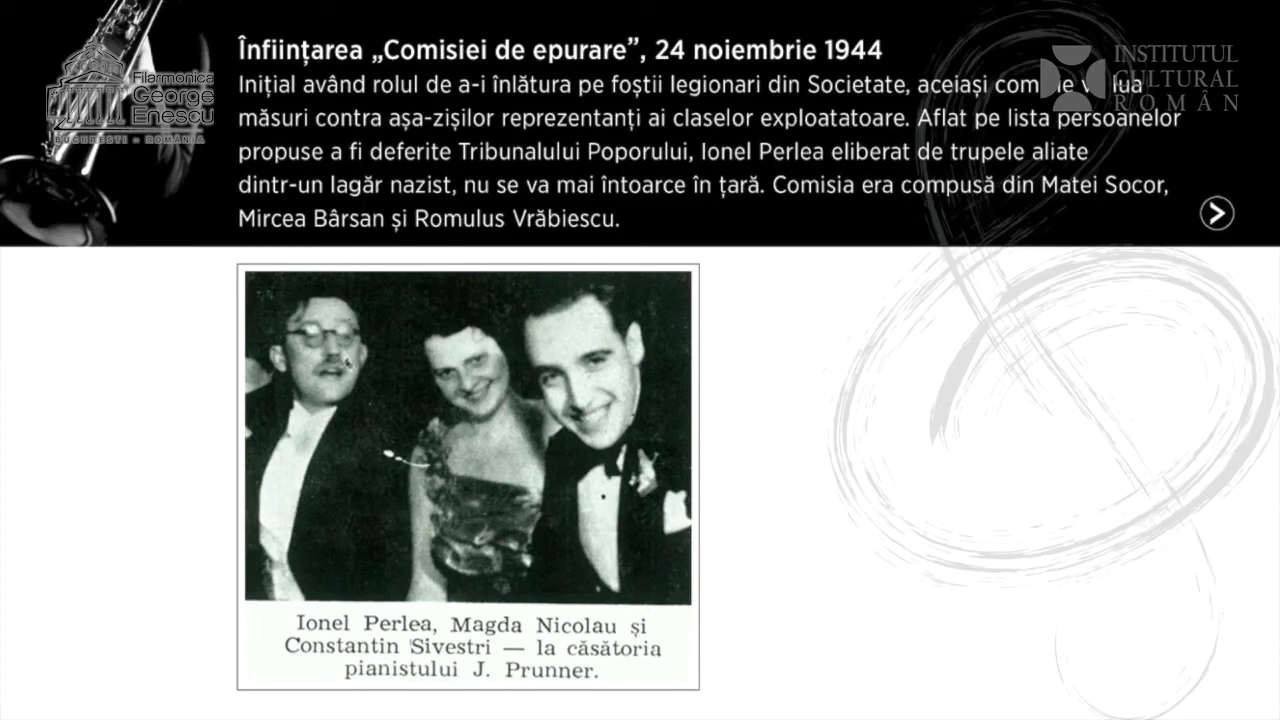 Înființarea „Comisiei de epurare”, 24 noiembrie 1944
Inițial având rolul de a-i înlătura pe foștii legionari din Societate, aceiași comisie va lua
măsuri contra așa-zișilor reprezentanți ai claselor exploatatoare. Aflat pe lista persoanelor
propuse a fi deferite Tribunalului Poporului, Ionel Perlea eliberat de trupele aliate
dintr-un lagăr nazist, nu se va mai întoarce în țară. Comisia era compusă din Matei Socor,
Mircea Bârsan și Romulus Vrăbiescu.
Filarmonica
George
Enescu
BUCUREȘTI – ROMÂNIA
INSTITUTUL
CULTURAL
ROMÂN
Ionel Perlea, Magda Nicolau și
Constantin Sivestri — la căsătoria
pianistului J. Prunner.